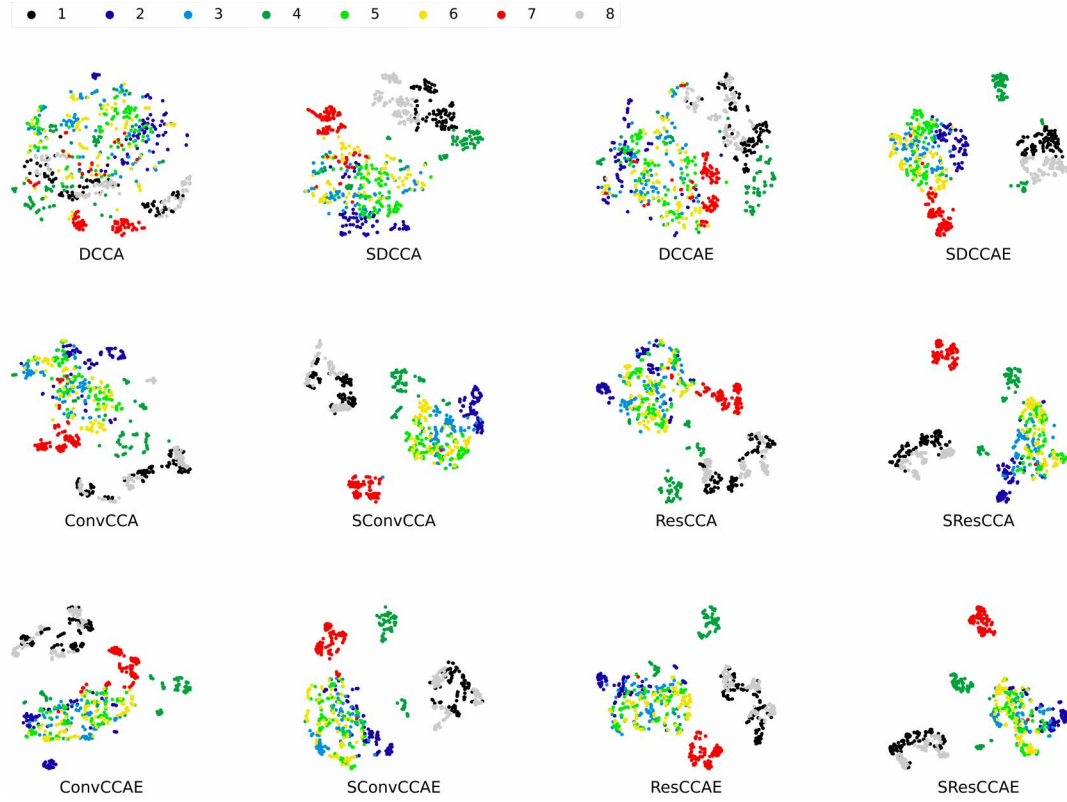 1 2 3 4 5 6 7 8
DCCA SDCCA DCCAE SDCCAE
ConvCCA SConvCCA ResCCA SResCCA
ConvCCAE SConvCCAE ResCCAE SResCCAE